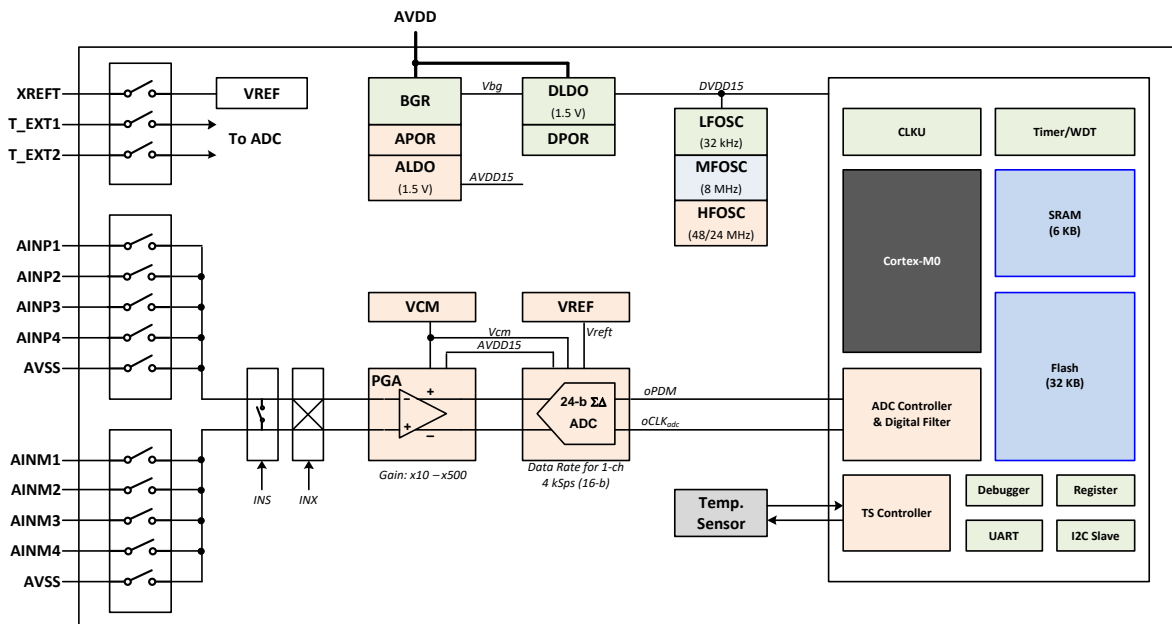 AVDD
XREFT
T_EXT1
T_EXT2
VREF
To ADC
BGR
APOR
ALDO
(1.5 V)
Vbg
AVDD15
DLDO
(1.5 V)
DPOR
DVDD15
LFOSC
(32 kHz)
MFOSC
(8 MHz)
HFOSC
(48/24 MHz)
CLKU
Timer/WDT
Cortex-M0
SRAM
(6 KB)
Flash
(32 KB)
AINP1
AINP2
AINP3
AINP4
AVSS
VCM
VREF
Vcm
AVDD15
Vreft
PGA
+
–
–
+
24-b ΣΔ
ADC
oPDM
oCLKadc
ADC Controller
& Digital Filter
Gain: x10 – x500
Data Rate for 1-ch
4 kSps (16-b)
INS
INX
AINM1
AINM2
AINM3
AINM4
AVSS
Temp.
Sensor
TS Controller
Debugger
Register
UART
I2C Slave